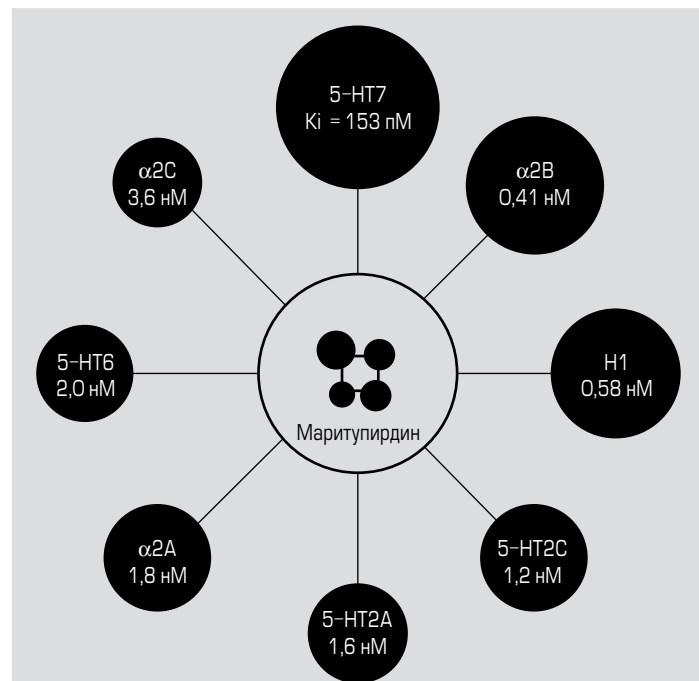 5-HT7
Ki = 153 пМ
α2C
3,6 нМ
α2B
0,41 нМ
5-HT6
2,0 нМ
H1
0,58 нМ
Маритупирдин
α2A
1,8 нМ
5-HT2C
1,2 нМ
5-HT2A
1,6 нМ